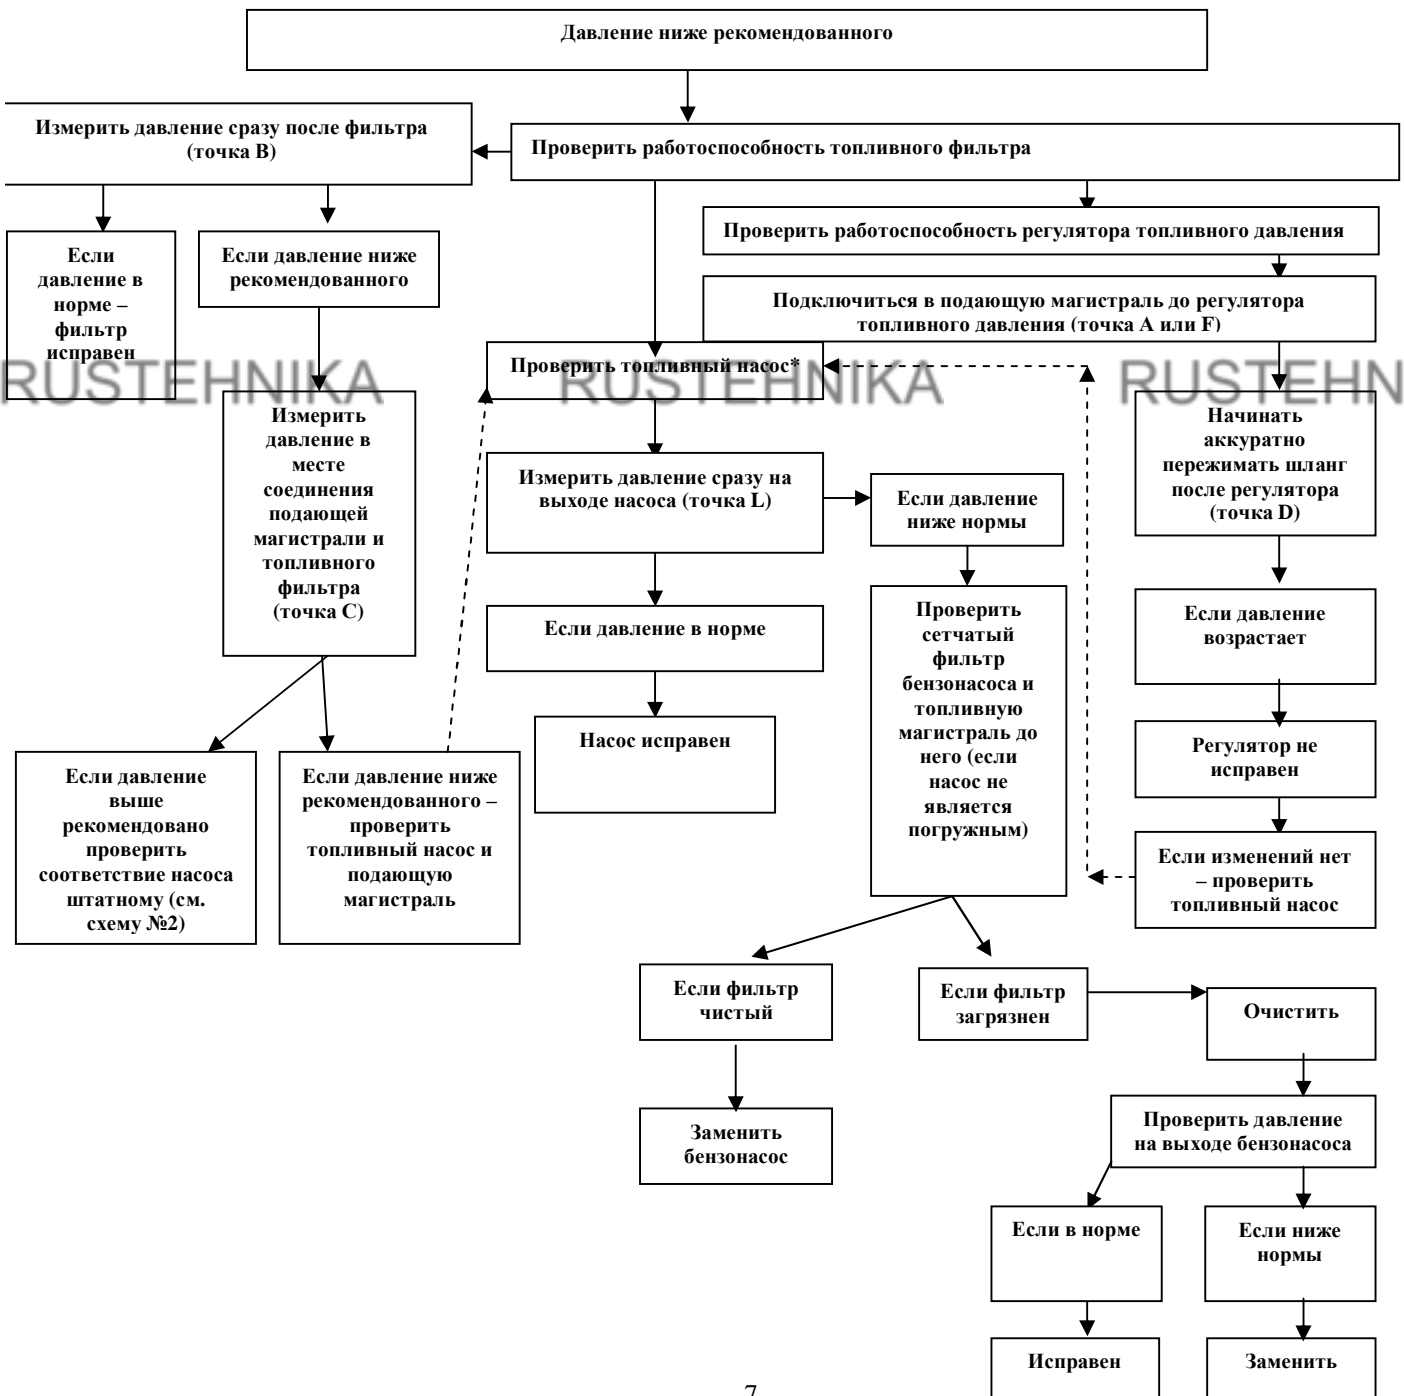 Давление ниже рекомендованного
Измерить давление сразу после фильтра
(точка В)
Проверить работоспособность топливного фильтра
Если
давление в
норме –
фильтр
исправен
Если давление ниже
рекомендованного
Проверить работоспособность регулятора топливного давления
Подключиться в подающую магистраль до регулятора
топливного давления (точка А или F)
Проверить топливный насос*
RUSTEHNIKA
RUSTEHNIKA
RUSTEHN
Измерить
давление в
месте
соединения
подающей
магистрали и
топливного
фильтра
(точка С)
Измерить давление сразу на
выходе насоса (точка L)
Если давление
ниже нормы
Начинать
аккуратно
пережимать шланг
после регулятора
(точка D)
Если давление в норме
Проверить
сетчатый
фильтр
бензонасоса и
топливную
магистраль до
него (если
насос не
является
погружным)
Если давление
возрастает
Насос исправен
Регулятор не
исправен
Если давление
выше
рекомендовано
проверить
соответствие насоса
штатному (см.
схему №2)
Если давление ниже
рекомендованного –
проверить
топливный насос и
подающую
магистраль
Если изменений нет
– проверить
топливный насос
Если фильтр
чистый
Если фильтр
загрязнен
Очистить
Заменить
бензонасос
Проверить давление
на выходе бензонасоса
Если в норме
Если ниже
нормы
Исправен
Заменить
7